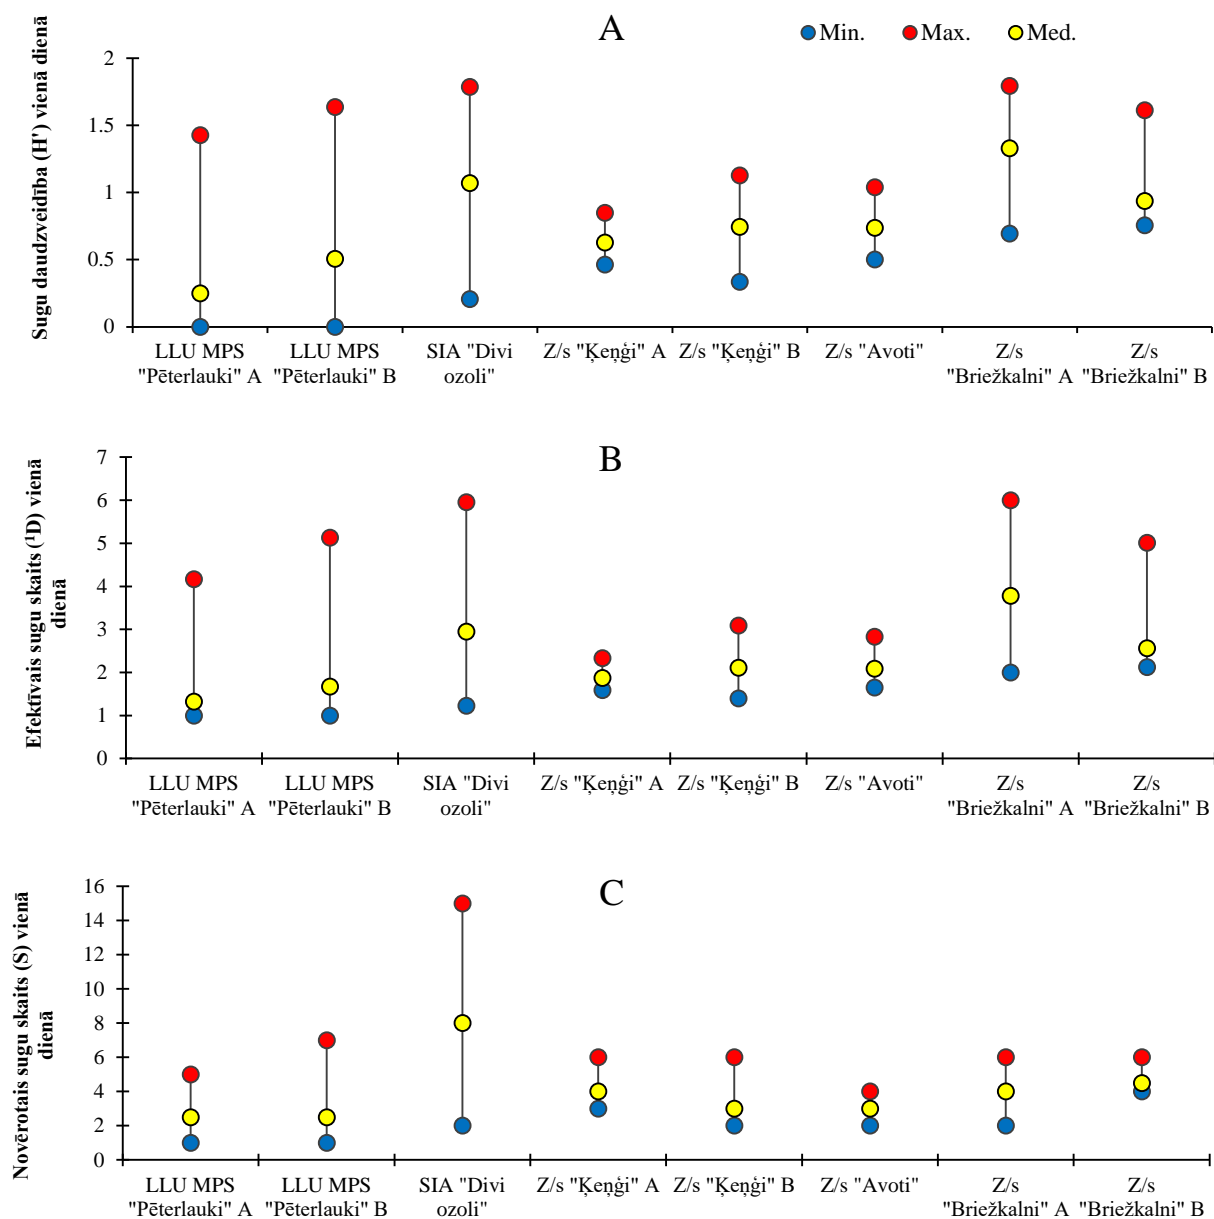 A
Min. Max. Med.
Sugu daudzveidība (H') vienā dienā
2
1.5
1
0.5
0
LLU MPS "Pēterlauki" A
LLU MPS "Pēterlauki" B
SIA "Divi ozoli"
Z/s "Ķeņģi" A
Z/s "Ķeņģi" B
Z/s "Avoti"
Z/s "Briežkalni" A
Z/s "Briežkalni" B
B
Efektīvais sugu skaits (¹D) vienā
dienā
7
6
5
4
3
2
1
0
LLU MPS "Pēterlauki" A
LLU MPS "Pēterlauki" B
SIA "Divi ozoli"
Z/s "Ķeņģi" A
Z/s "Ķeņģi" B
Z/s "Avoti"
Z/s "Briežkalni" A
Z/s "Briežkalni" B
C
Novērotais sugu skaits (S) vienā
dienā
16
14
12
10
8
6
4
2
0
LLU MPS "Pēterlauki" A
LLU MPS "Pēterlauki" B
SIA "Divi ozoli"
Z/s "Ķeņģi" A
Z/s "Ķeņģi" B
Z/s "Avoti"
Z/s "Briežkalni" A
Z/s "Briežkalni" B